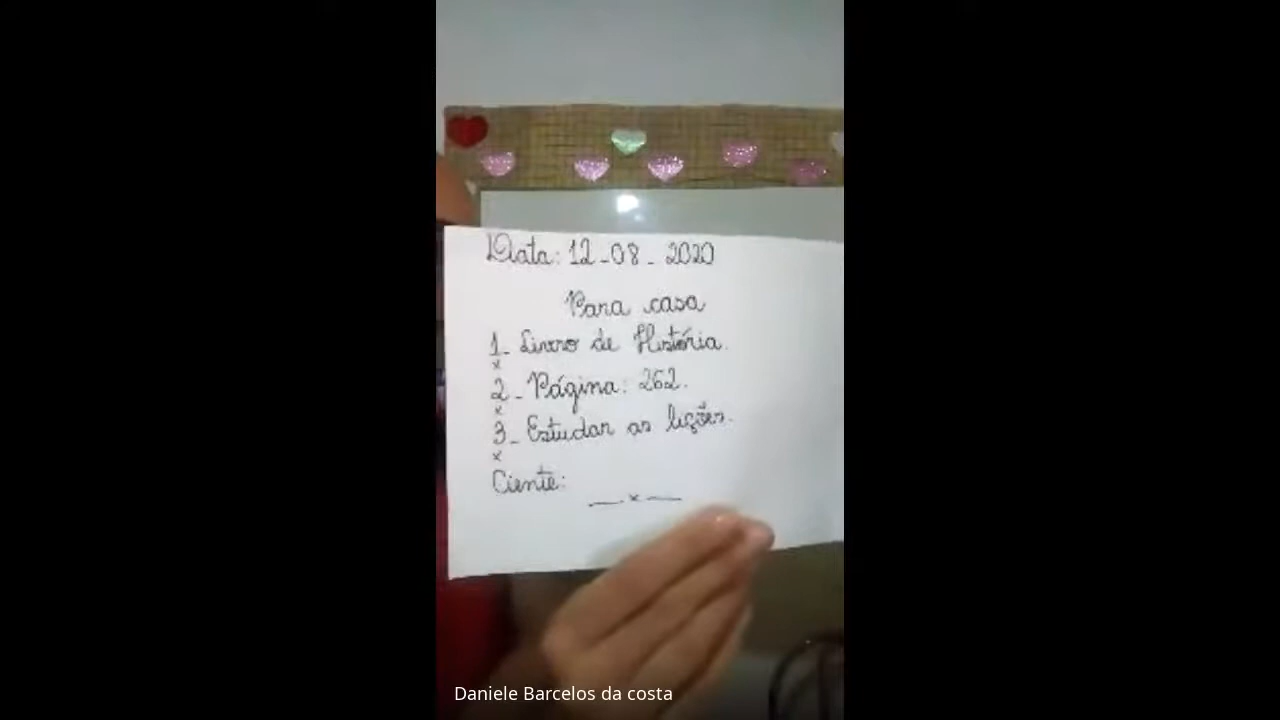 Data: 12-08-2020
Para casa
1- Livro de História.
x
2- Página: 262.
x
3- Estudar as lições.
x
Ciente:
—x—
Daniele Barcelos da costa